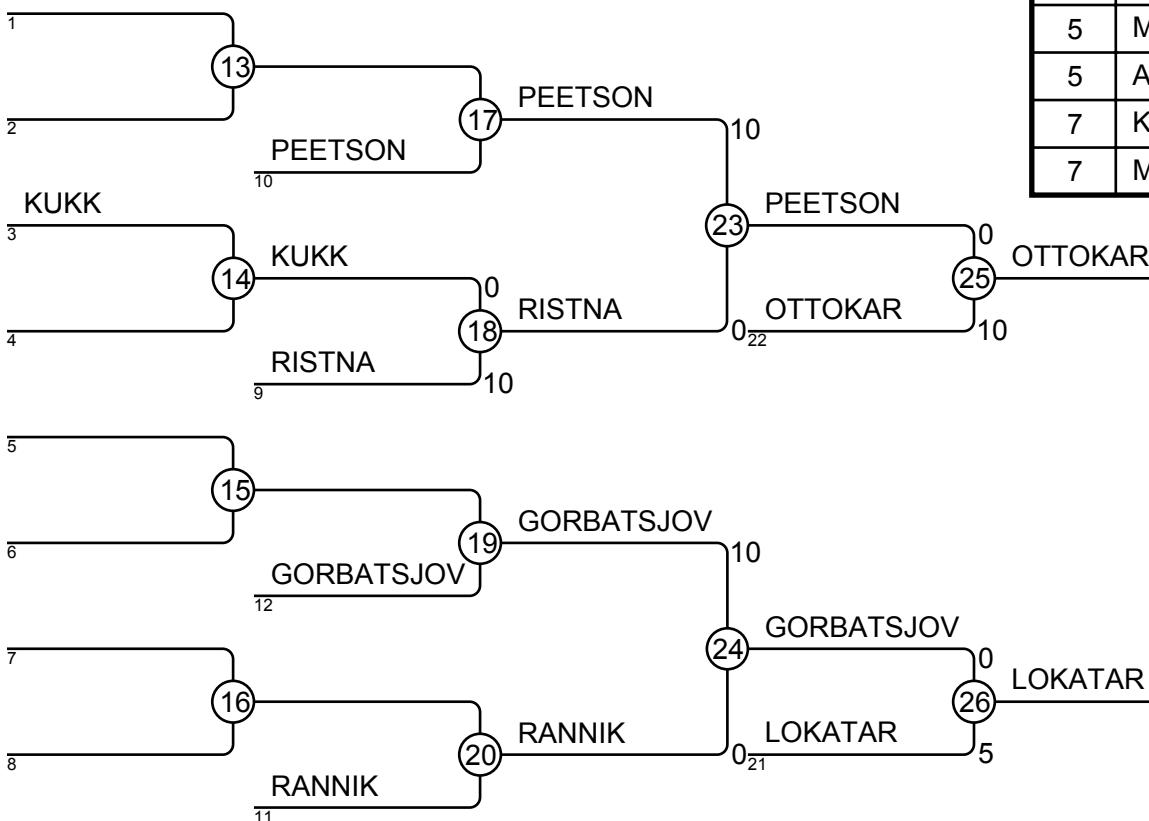 1
5 M
13
5 A
PEETSON
10
2
17
PEETSON
10
7 K
7 M
KUKK
3
23
PEETSON
0
14
KUKK
0
25
OTTOKAR
4
18
RISTNA
0
22
OTTOKAR
10
RISTNA
9
10
5
15
6
19
GORBATSJOV
10
GORBATSJOV
12
7
24
GORBATSJOV
0
16
26
LOKATAR
8
20
RANNIK
0
21
LOKATAR
5
RANNIK
11